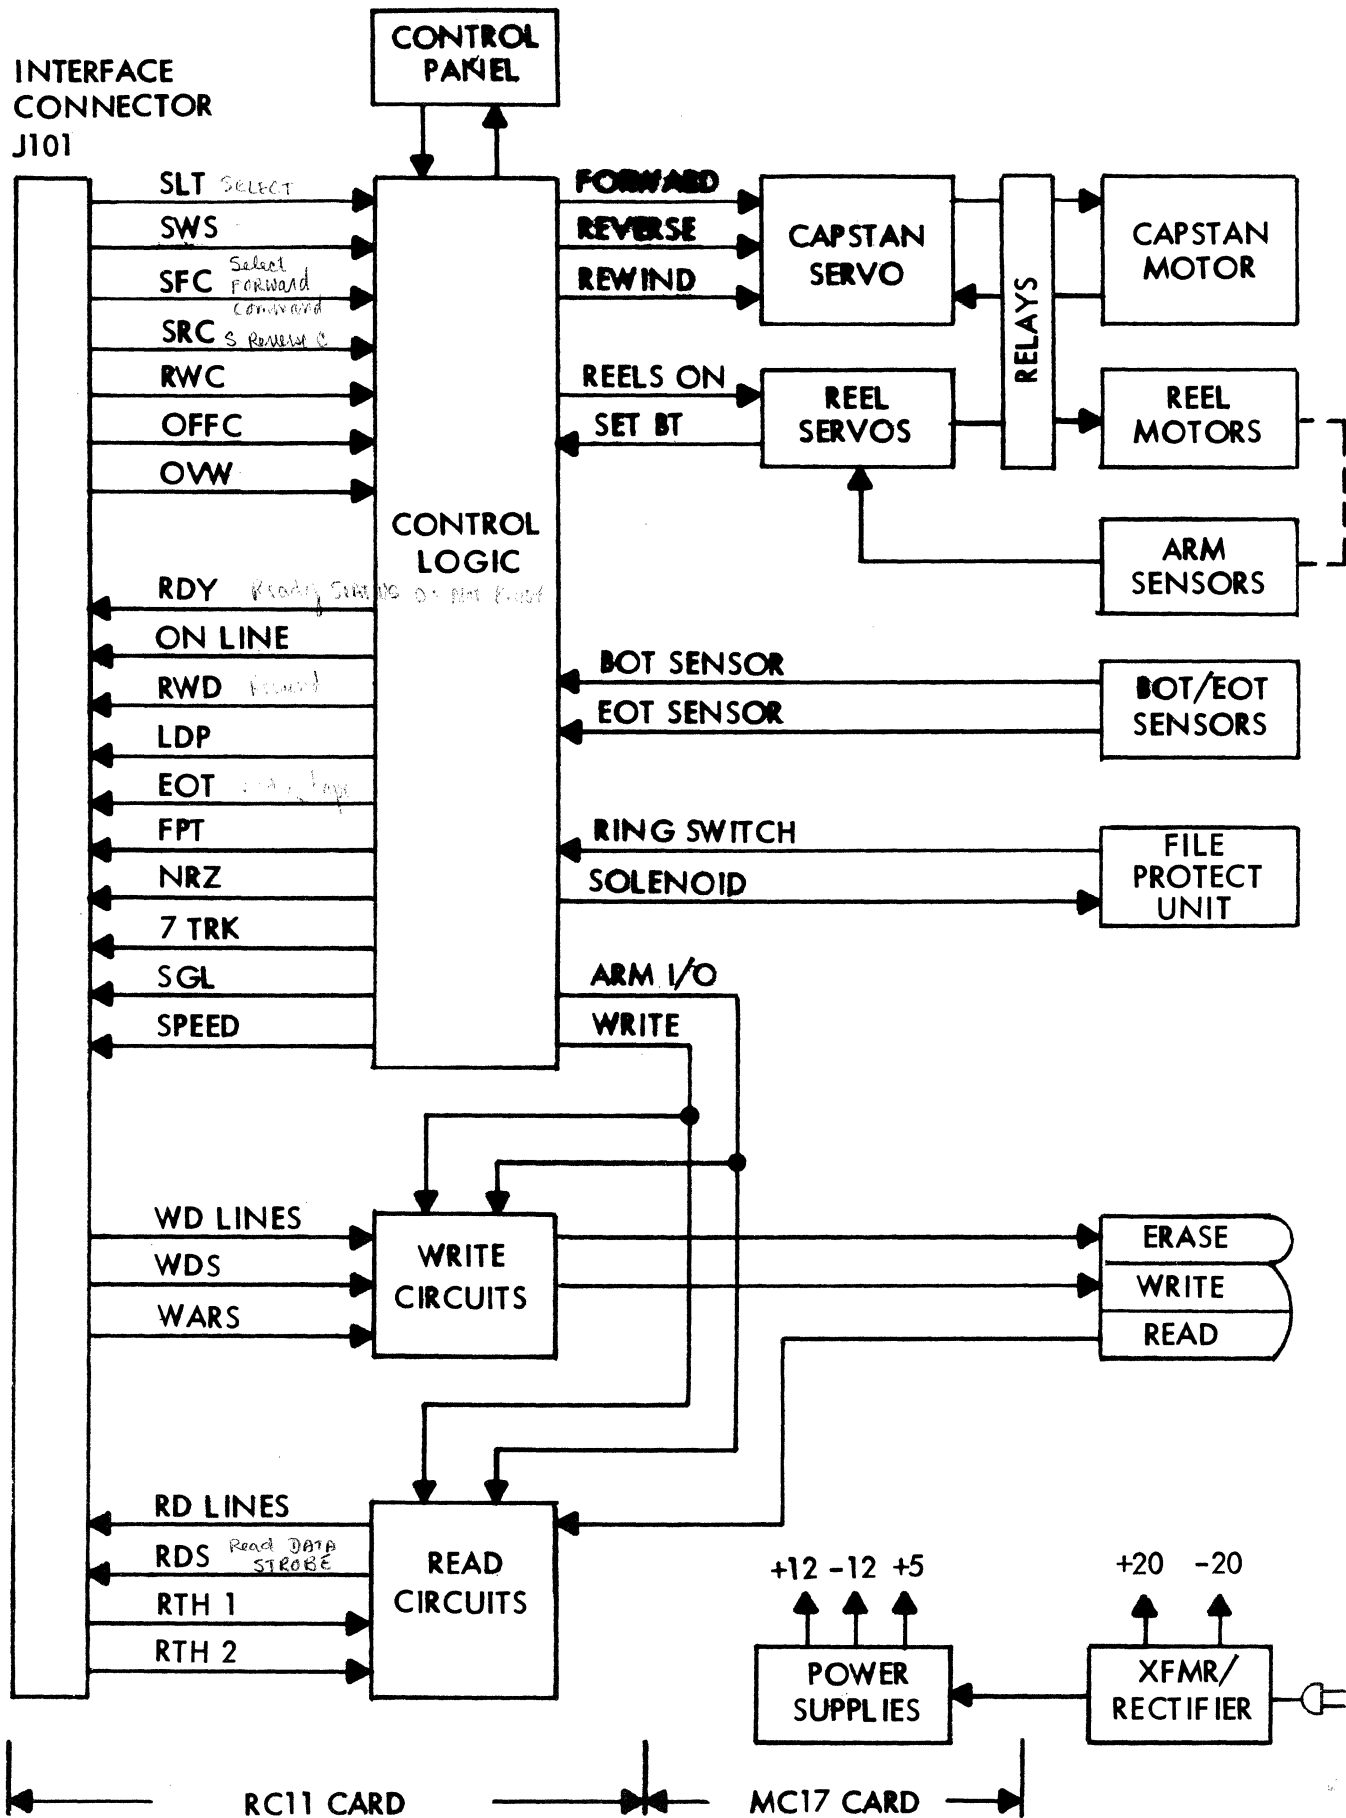 CONTROL
PANEL
INTERFACE
CONNECTOR
J101
SLT SELECT
SWS
SFC Select
FORWARD
Command
SRC S Reverse C
RWC
OFFC
OVW
RDY Ready STATUS
ON LINE
RWD
LDP
EOT tape
FPT
NRZ
7 TRK
SGL
SPEED
CONTROL
LOGIC
FORWARD
REVERSE
REWIND
REELS ON
SET BT
CAPSTAN
SERVO
RELAYS
CAPSTAN
MOTOR
REEL
SERVOS
REEL
MOTORS
ARM
SENSORS
BOT SENSOR
EOT SENSOR
BOT/EOT
SENSORS
RING SWITCH
SOLENOID
FILE
PROTECT
UNIT
ARM I/O
WRITE
WD LINES
WDS
WARS
WRITE
CIRCUITS
ERASE
WRITE
READ
RD LINES
RDS Read DATA
STROBE
RTH 1
RTH 2
READ
CIRCUITS
+12 -12 +5
POWER
SUPPLIES
+20 -20
XFMR/
RECTIFIER
RC11 CARD
MC17 CARD